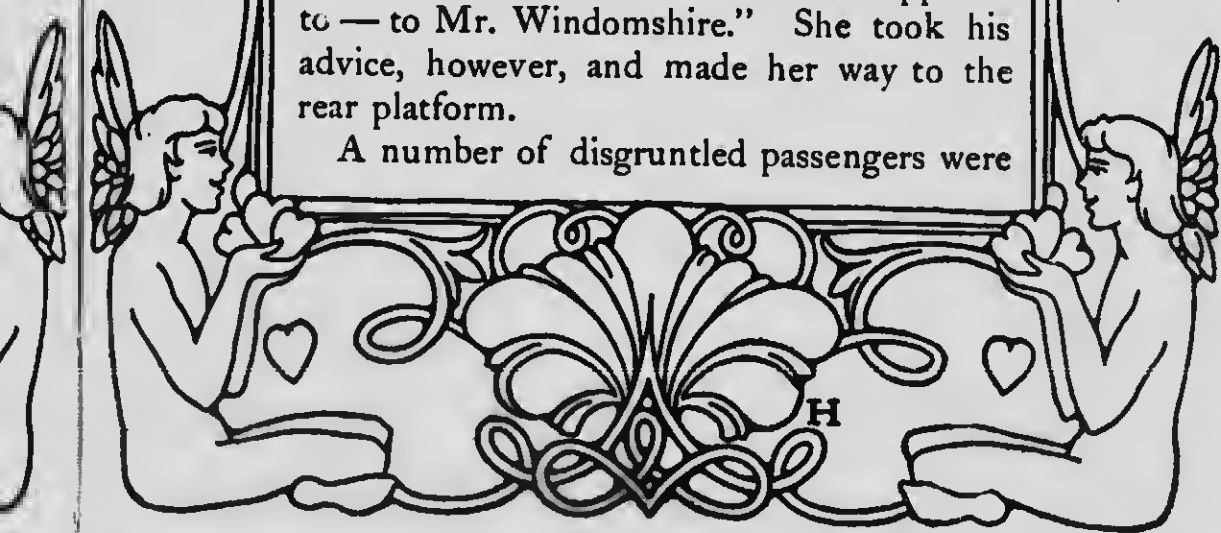 to — to Mr. Windomshire." She took his
advice, however, and made her way to the
rear platform.
A number of disgruntled passengers were
H